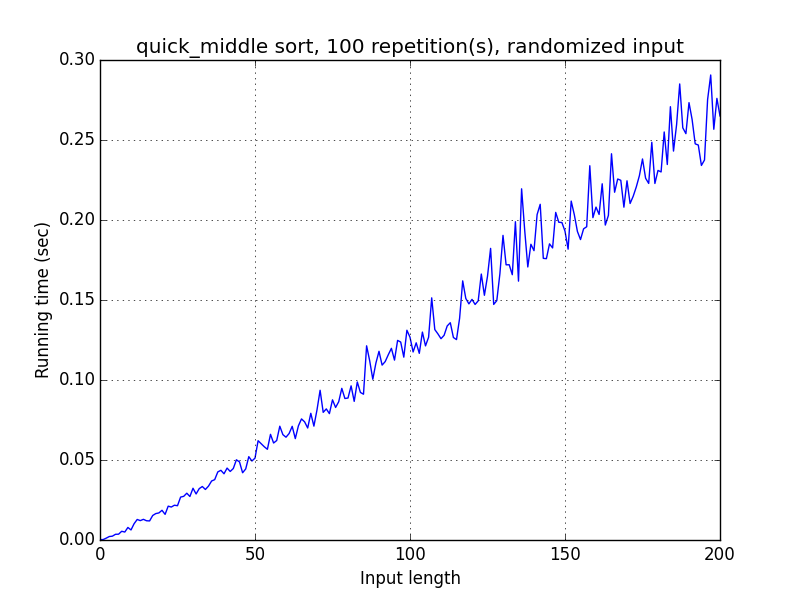 quick_middle sort, 100 repetition(s), randomized input
0.30
0.25
0.20
0.15
0.10
0.05
0.00
Running time (sec)
0 50 100 150 200
Input length